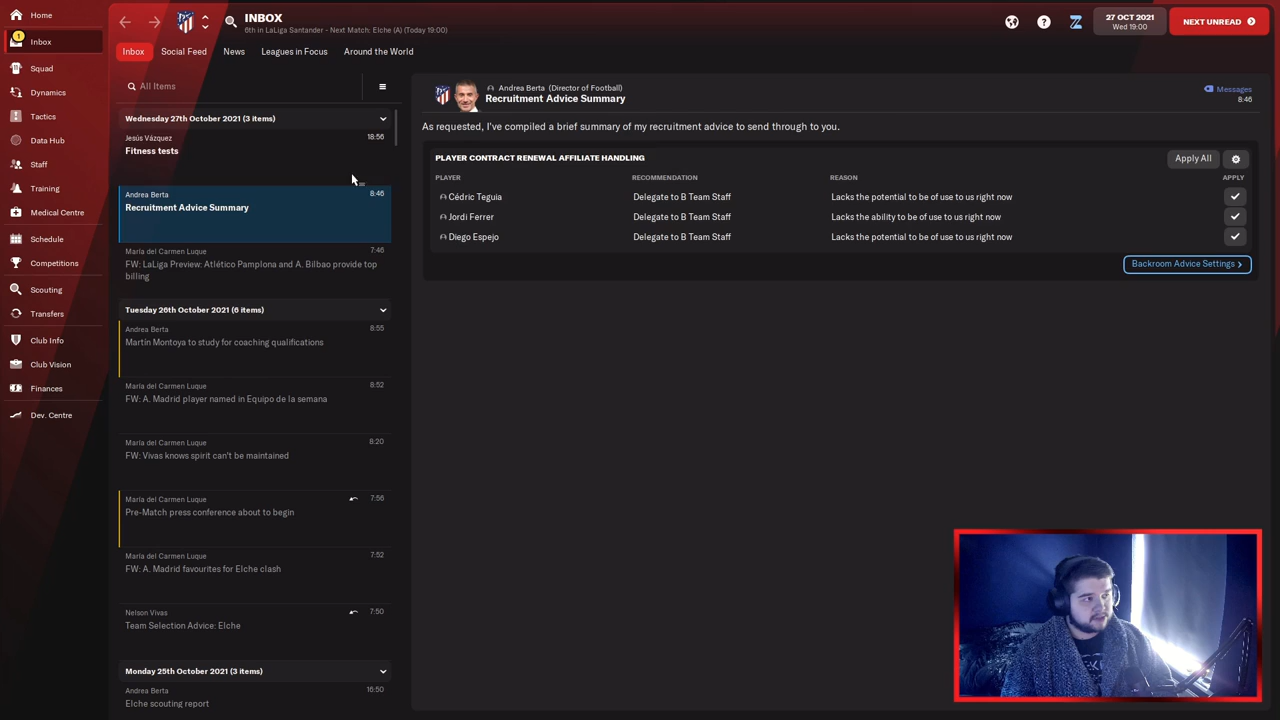 Home
1
Inbox
Squad
Dynamics
Tactics
Data Hub
Staff
Training
Medical Centre
Schedule
Competitions
Scouting
Transfers
Club Info
Club Vision
Finances
Dev. Centre
INBOX
6th in LaLiga Santander - Next Match: Elche (A) (Today 19:00)
27 OCT 2021
Wed 19:00
NEXT UNREAD
Inbox Social Feed News Leagues in Focus Around the World
All Items
Wednesday 27th October 2021 (3 items)
Jesús Vázquez 18:56
Fitness tests
Andrea Berta 8:46
Recruitment Advice Summary
María del Carmen Luque 7:46
FW: LaLiga Preview: Atlético Pamplona and A. Bilbao provide top
billing
Tuesday 26th October 2021 (6 items)
Andrea Berta 8:55
Martín Montoya to study for coaching qualifications
María del Carmen Luque 8:52
FW: A. Madrid player named in Equipo de la semana
María del Carmen Luque 8:20
FW: Vivas knows spirit can't be maintained
María del Carmen Luque 7:56
Pre-Match press conference about to begin
María del Carmen Luque 7:52
FW: A. Madrid favourites for Elche clash
Nelson Vivas 7:50
Team Selection Advice: Elche
Monday 25th October 2021 (3 items)
Andrea Berta 16:50
Elche scouting report
Andrea Berta (Director of Football)
Recruitment Advice Summary
Messages
8:46
As requested, I've compiled a brief summary of my recruitment advice to send through to you.
PLAYER CONTRACT RENEWAL AFFILIATE HANDLING
Apply All
PLAYER RECOMMENDATION REASON APPLY
Cédric Teguia Delegate to B Team Staff Lacks the potential to be of use to us right now
Jordi Ferrer Delegate to B Team Staff Lacks the ability to be of use to us right now
Diego Espejo Delegate to B Team Staff Lacks the potential to be of use to us right now
Backroom Advice Settings